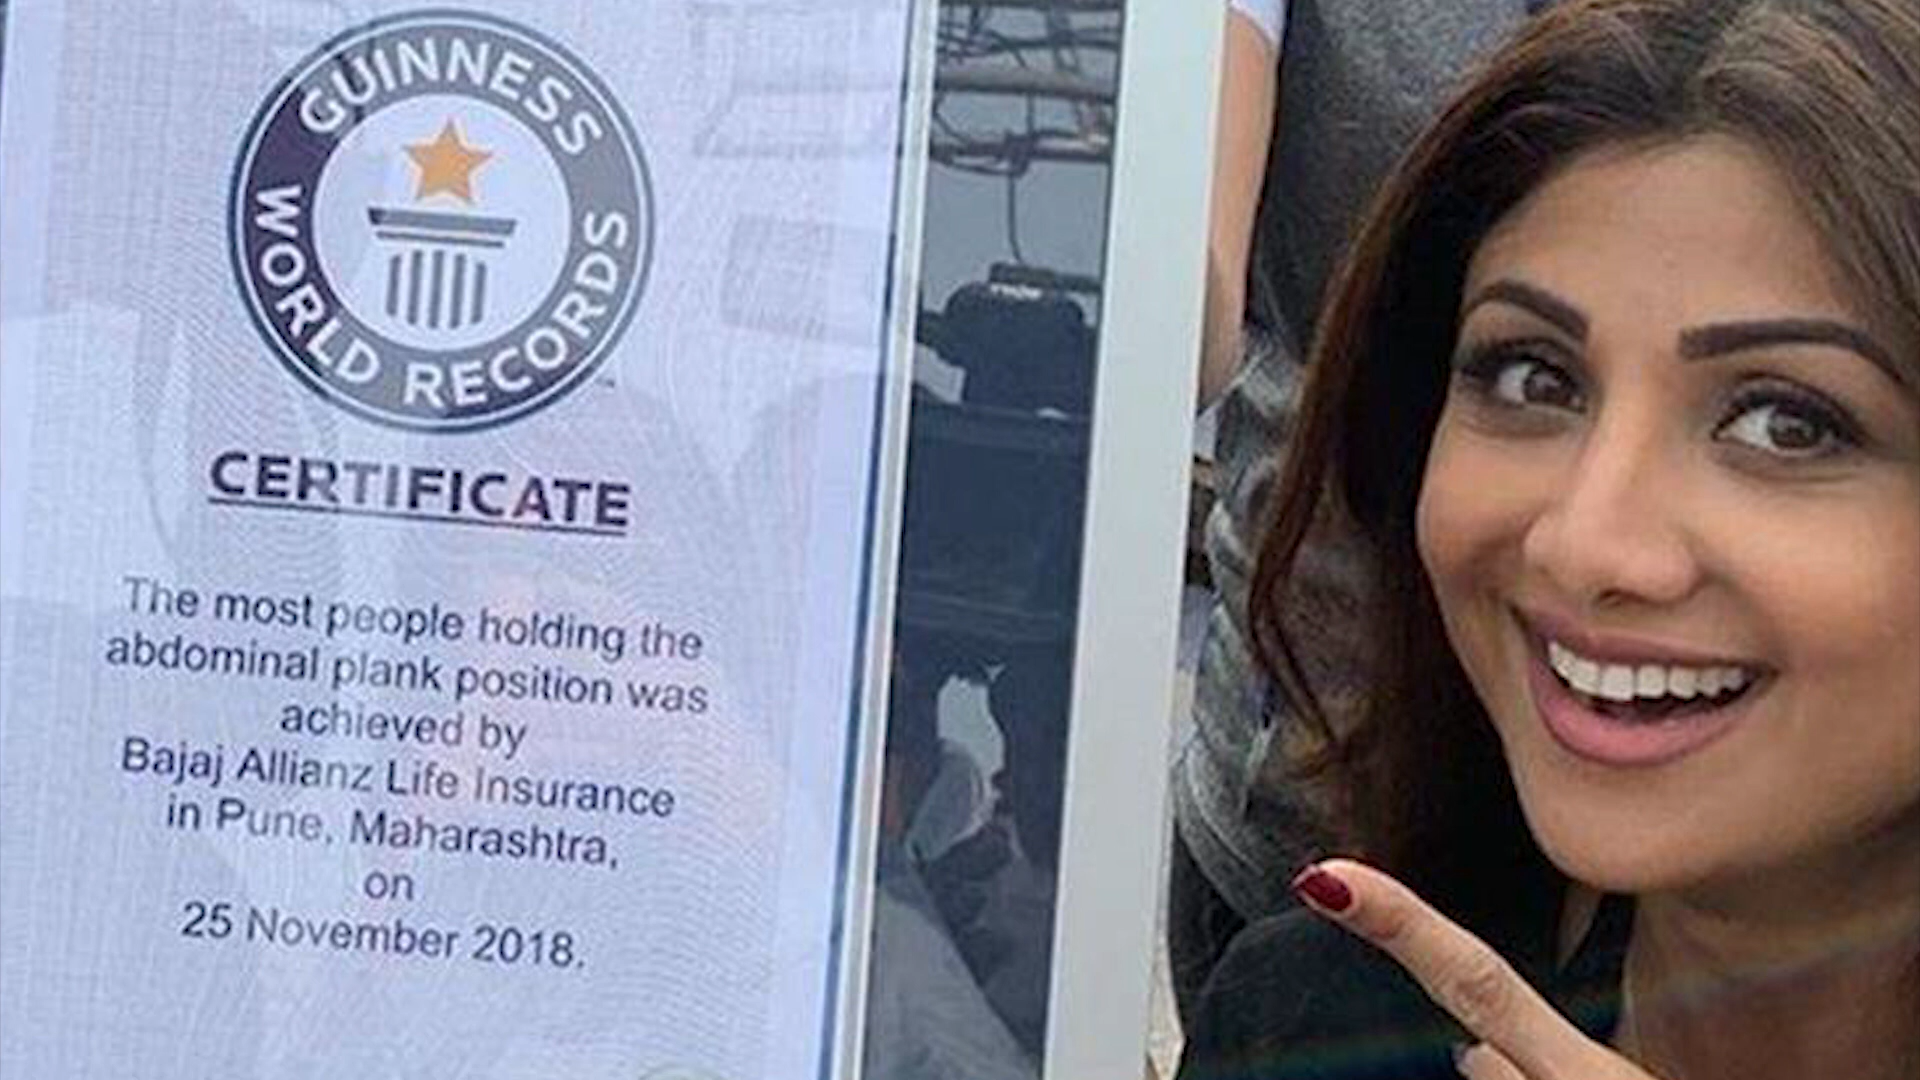 GUINNESS
WORLD RECORDS
CERTIFICATE
The most people holding the
abdominal plank position was
achieved by
Bajaj Allianz Life Insurance
in Pune, Maharashtra,
on
25 November 2018.